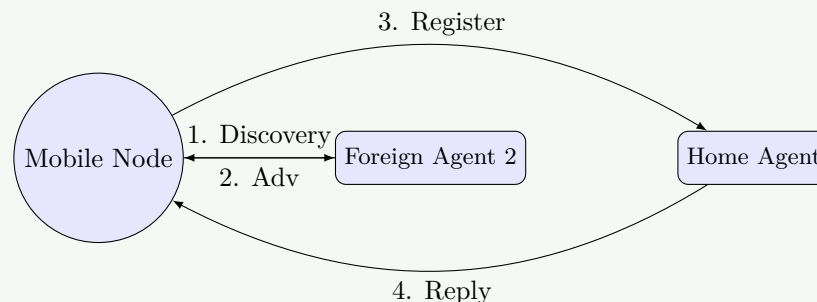 3. Register
1. Discovery
Mobile Node
Foreign Agent 2
Home Agent
2. Adv
4. Reply